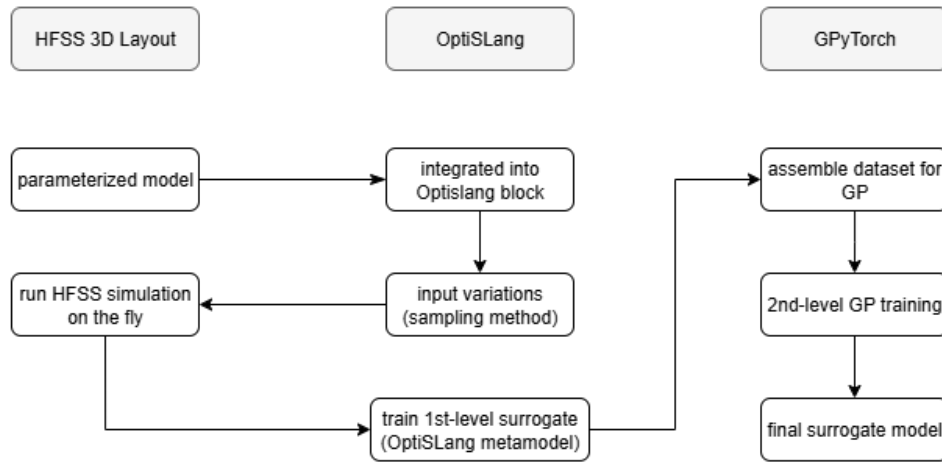 HFSS 3D Layout
OptiSLang
GPyTorch
parameterized model
integrated into
Optislang block
assemble dataset for
GP
run HFSS simulation
on the fly
input variations
(sampling method)
2nd-level GP training
train 1st-level surrogate
(OptiSLang metamodel)
final surrogate model